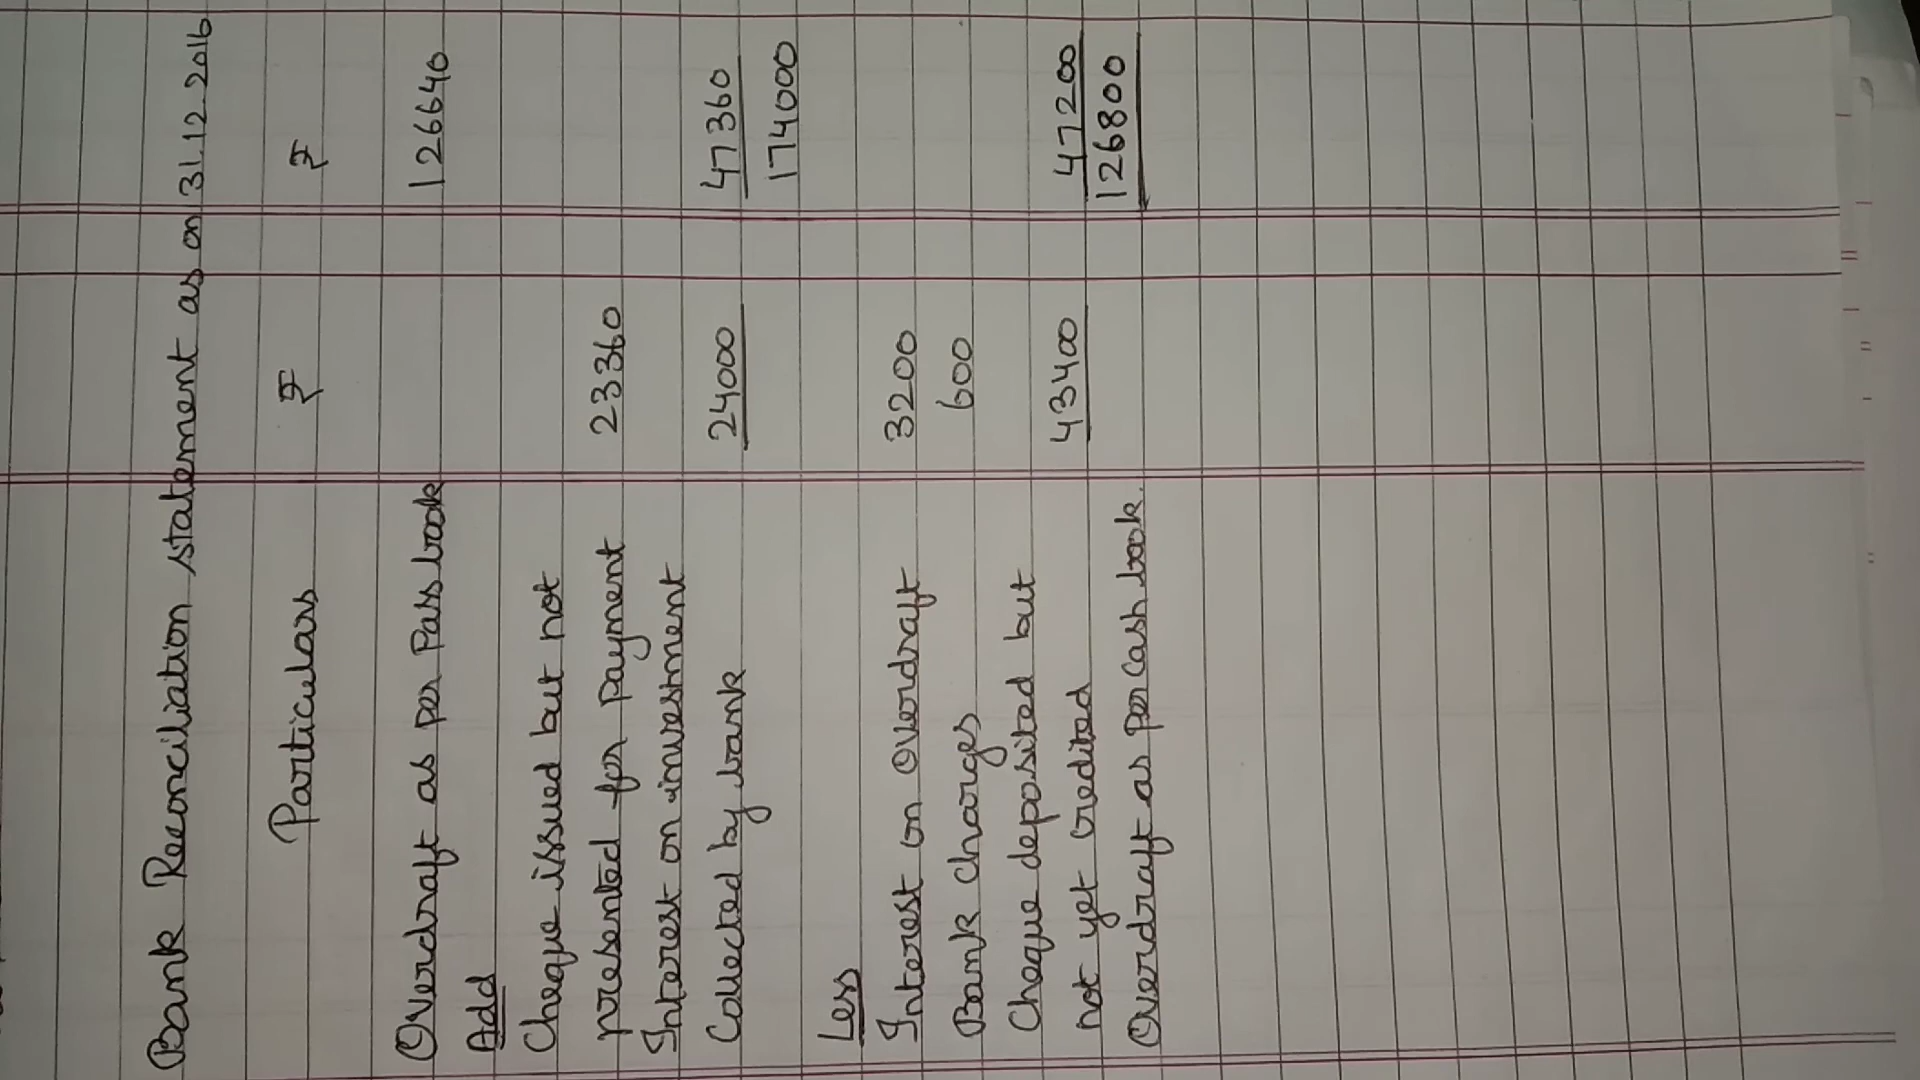 Bank Reconciliation statement as on 31.12.2016
Particulars ₹ ₹
Overdraft as per Pass book 126640
Add
Cheque issued but not
presented for payment 23360
Interest on investment
Collected by bank 24000 47360
174000
Less
Interest on Overdraft 3200
Bank charges 600
Cheque deposited but
not yet credited 43400 47200
Overdraft as per Cash book. 126800